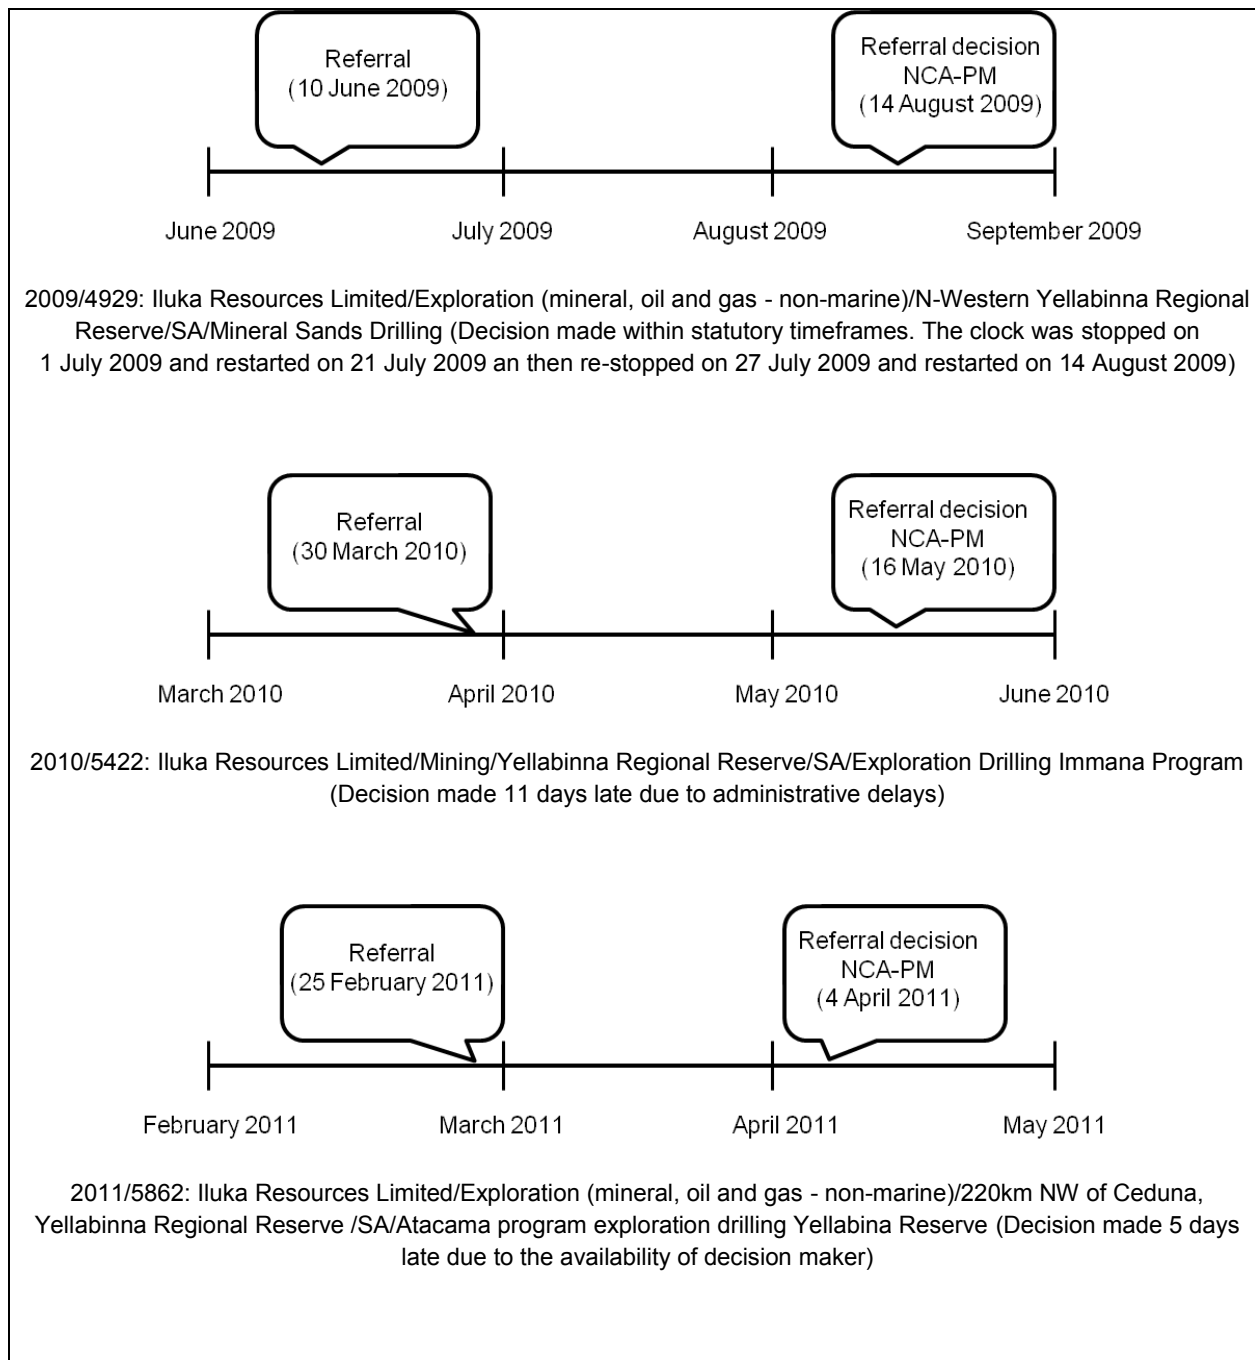 Referral
(10 June 2009)
Referral decision
NCA-PM
(14 August 2009)
June 2009
July 2009
August 2009
September 2009
2009/4929: Iluka Resources Limited/Exploration (mineral, oil and gas - non-marine)/N-Western Yellabinna Regional
Reserve/SA/Mineral Sands Drilling (Decision made within statutory timeframes. The clock was stopped on
1 July 2009 and restarted on 21 July 2009 an then re-stopped on 27 July 2009 and restarted on 14 August 2009)
Referral
(30 March 2010)
Referral decision
NCA-PM
(16 May 2010)
March 2010
April 2010
May 2010
June 2010
2010/5422: Iluka Resources Limited/Mining/Yellabinna Regional Reserve/SA/Exploration Drilling Immana Program
(Decision made 11 days late due to administrative delays)
Referral
(25 February 2011)
Referral decision
NCA-PM
(4 April 2011)
February 2011
March 2011
April 2011
May 2011
2011/5862: Iluka Resources Limited/Exploration (mineral, oil and gas - non-marine)/220km NW of Ceduna,
Yellabinna Regional Reserve /SA/Atacama program exploration drilling Yellabina Reserve (Decision made 5 days
late due to the availability of decision maker)